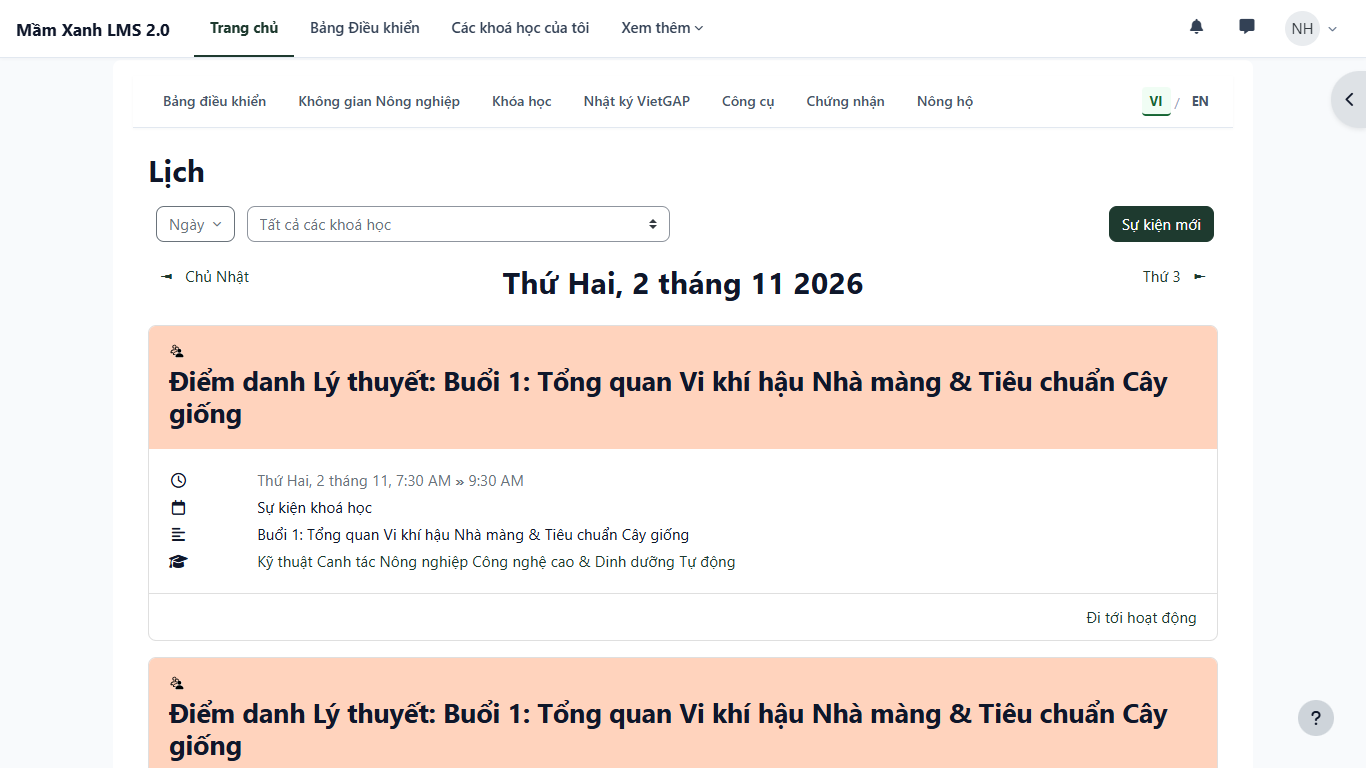 Mầm Xanh LMS 2.0 Trang chủ Bảng Điều khiển Các khoá học của tôi Xem thêm NH
Bảng điều khiển Không gian Nông nghiệp Khóa học Nhật ký VietGAP Công cụ Chứng nhận Nông hộ VI / EN
Lịch
Ngày Tất cả các khoá học Sự kiện mới
◄ Chủ Nhật Thứ Hai, 2 tháng 11 2026 Thứ 3 ►
Điểm danh Lý thuyết: Buổi 1: Tổng quan Vi khí hậu Nhà màng & Tiêu chuẩn Cây
giống
Thứ Hai, 2 tháng 11, 7:30 AM » 9:30 AM
Sự kiện khoá học
Buổi 1: Tổng quan Vi khí hậu Nhà màng & Tiêu chuẩn Cây giống
Kỹ thuật Canh tác Nông nghiệp Công nghệ cao & Dinh dưỡng Tự động
Đi tới hoạt động
Điểm danh Lý thuyết: Buổi 1: Tổng quan Vi khí hậu Nhà màng & Tiêu chuẩn Cây
giống
?